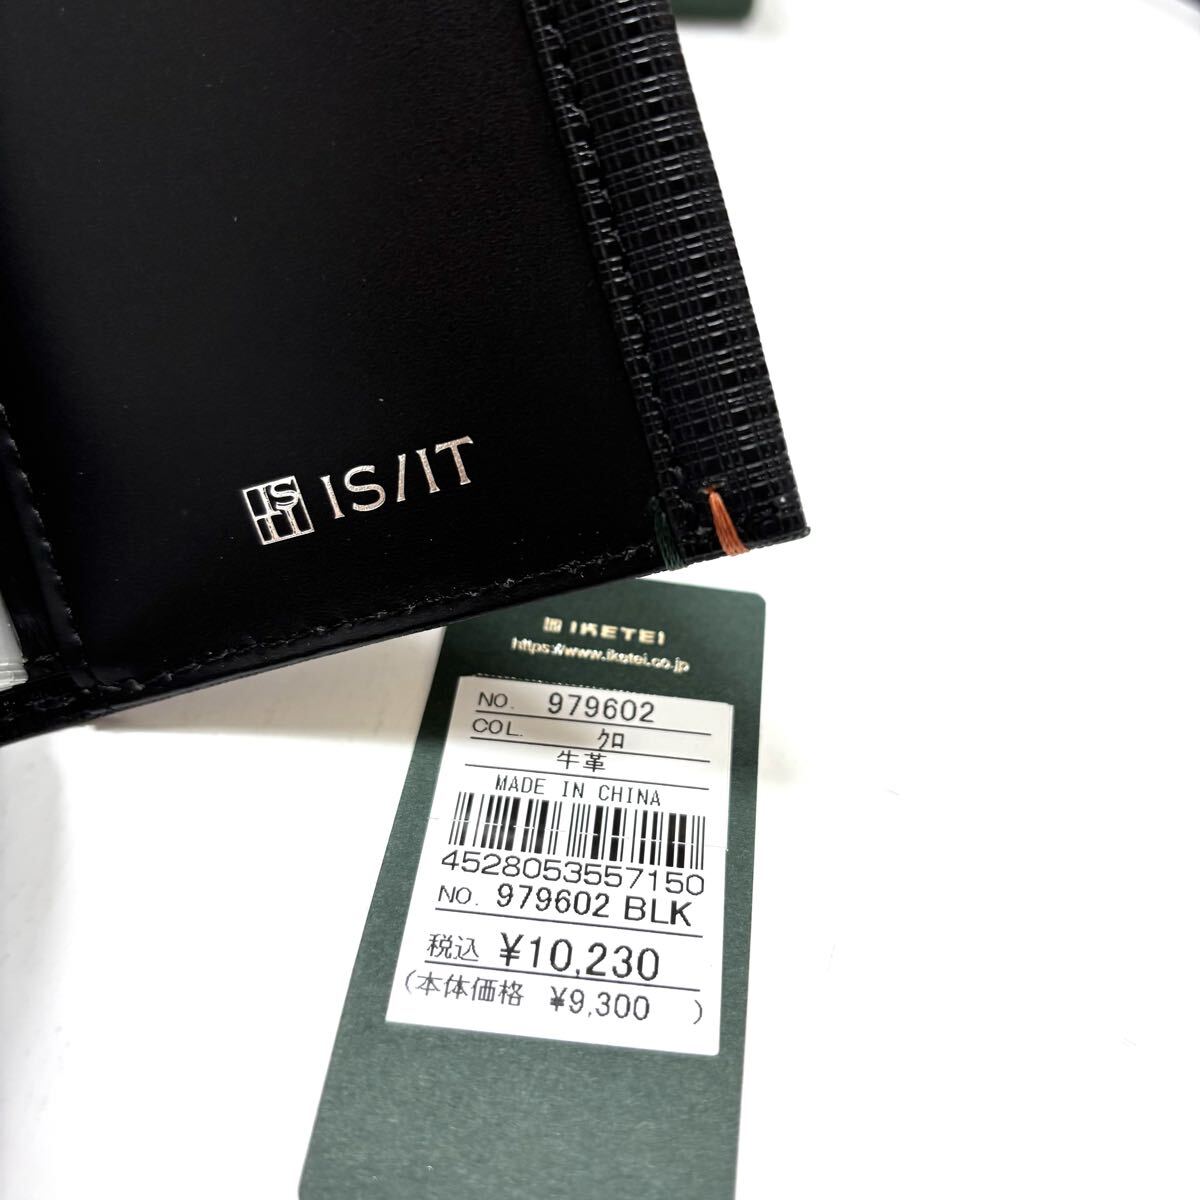 IS/IT
IKETEI
https://www.iketei.co.jp
NO. 979602
COL. クロ
牛革
MADE IN CHINA
4528053557150
NO. 979602 BLK
税込 ¥10,230
(本体価格 ¥9,300 )